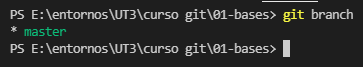 PS E:\entornos\UT3\curso git\01-bases> git branch
* master
PS E:\entornos\UT3\curso git\01-bases>